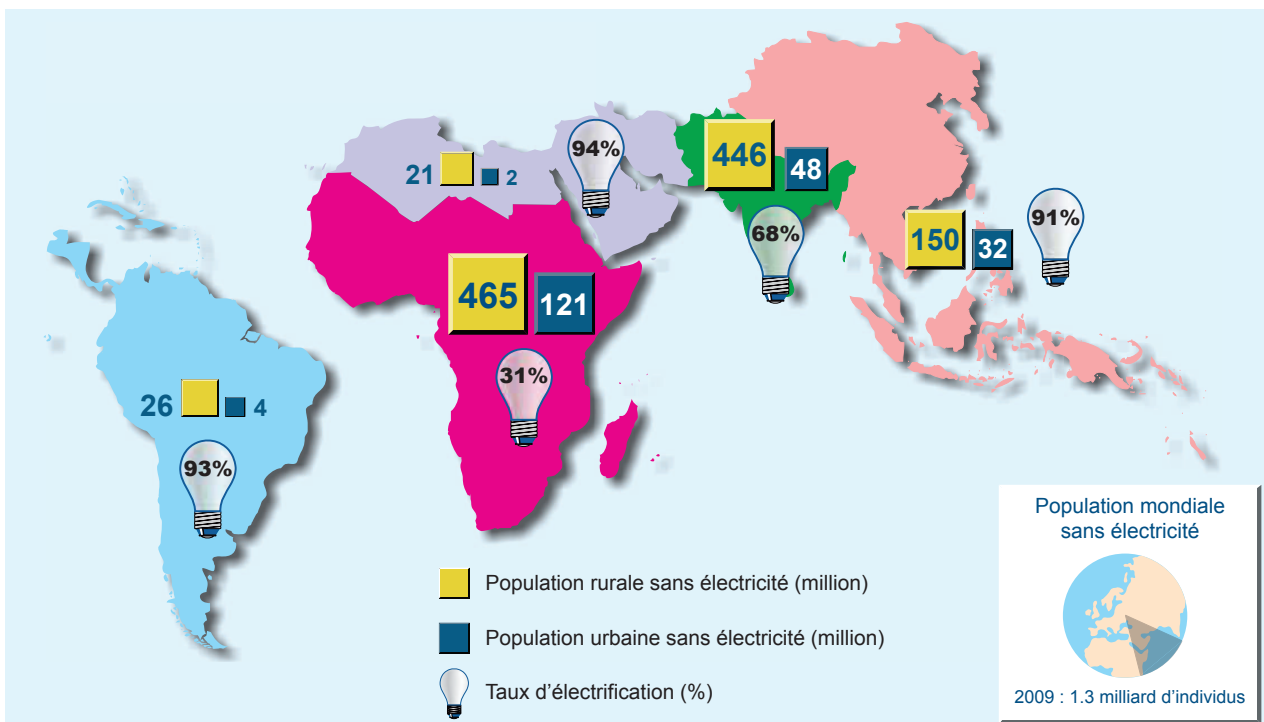 94%
446
48
21
2
68%
91%
150
32
465
121
31%
26
4
93%
Population mondiale
sans électricité
2009 : 1.3 milliard d'individus
Population rurale sans électricité (million)
Population urbaine sans électricité (million)
Taux d'électrification (%)